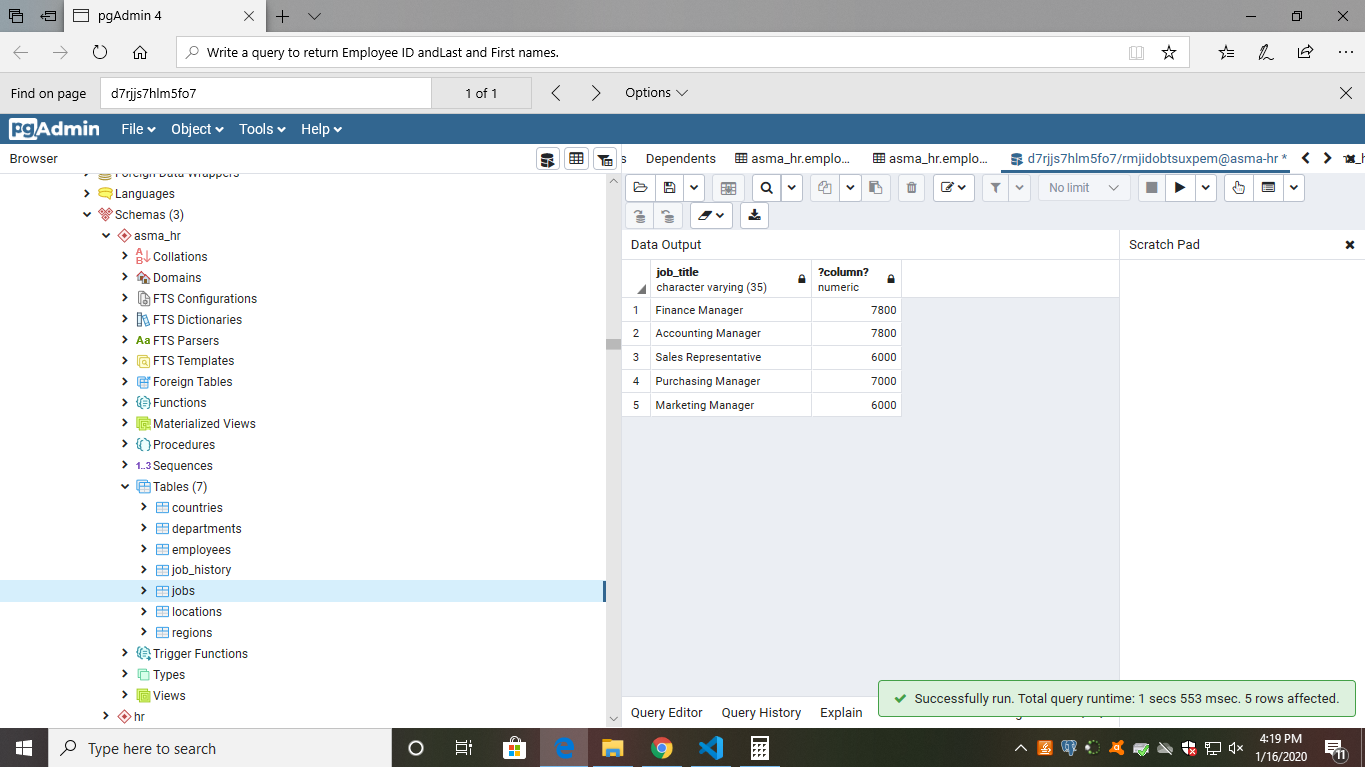 pgAdmin 4
Write a query to return Employee ID andLast and First names.
Find on page
d7rjjs7hlm5fo7
1 of 1
Options
pgAdmin File Object Tools Help
Browser
s Dependents asma_hr.emplo... asma_hr.emplo... d7rjjs7hlm5fo7/rmjidobtsuxpem@asma-hr *
No limit
Foreign Data Wrappers
Languages
Schemas (3)
asma_hr
Collations
Domains
FTS Configurations
FTS Dictionaries
Aa FTS Parsers
FTS Templates
Foreign Tables
Functions
Materialized Views
Procedures
1..3 Sequences
Tables (7)
countries
departments
employees
job_history
jobs
locations
regions
Trigger Functions
Types
Views
hr
Data Output
Scratch Pad
job_title ?column?
character varying (35) numeric
1 Finance Manager 7800
2 Accounting Manager 7800
3 Sales Representative 6000
4 Purchasing Manager 7000
5 Marketing Manager 6000
Successfully run. Total query runtime: 1 secs 553 msec. 5 rows affected.
Query Editor Query History Explain
Type here to search
4:19 PM
1/16/2020
11